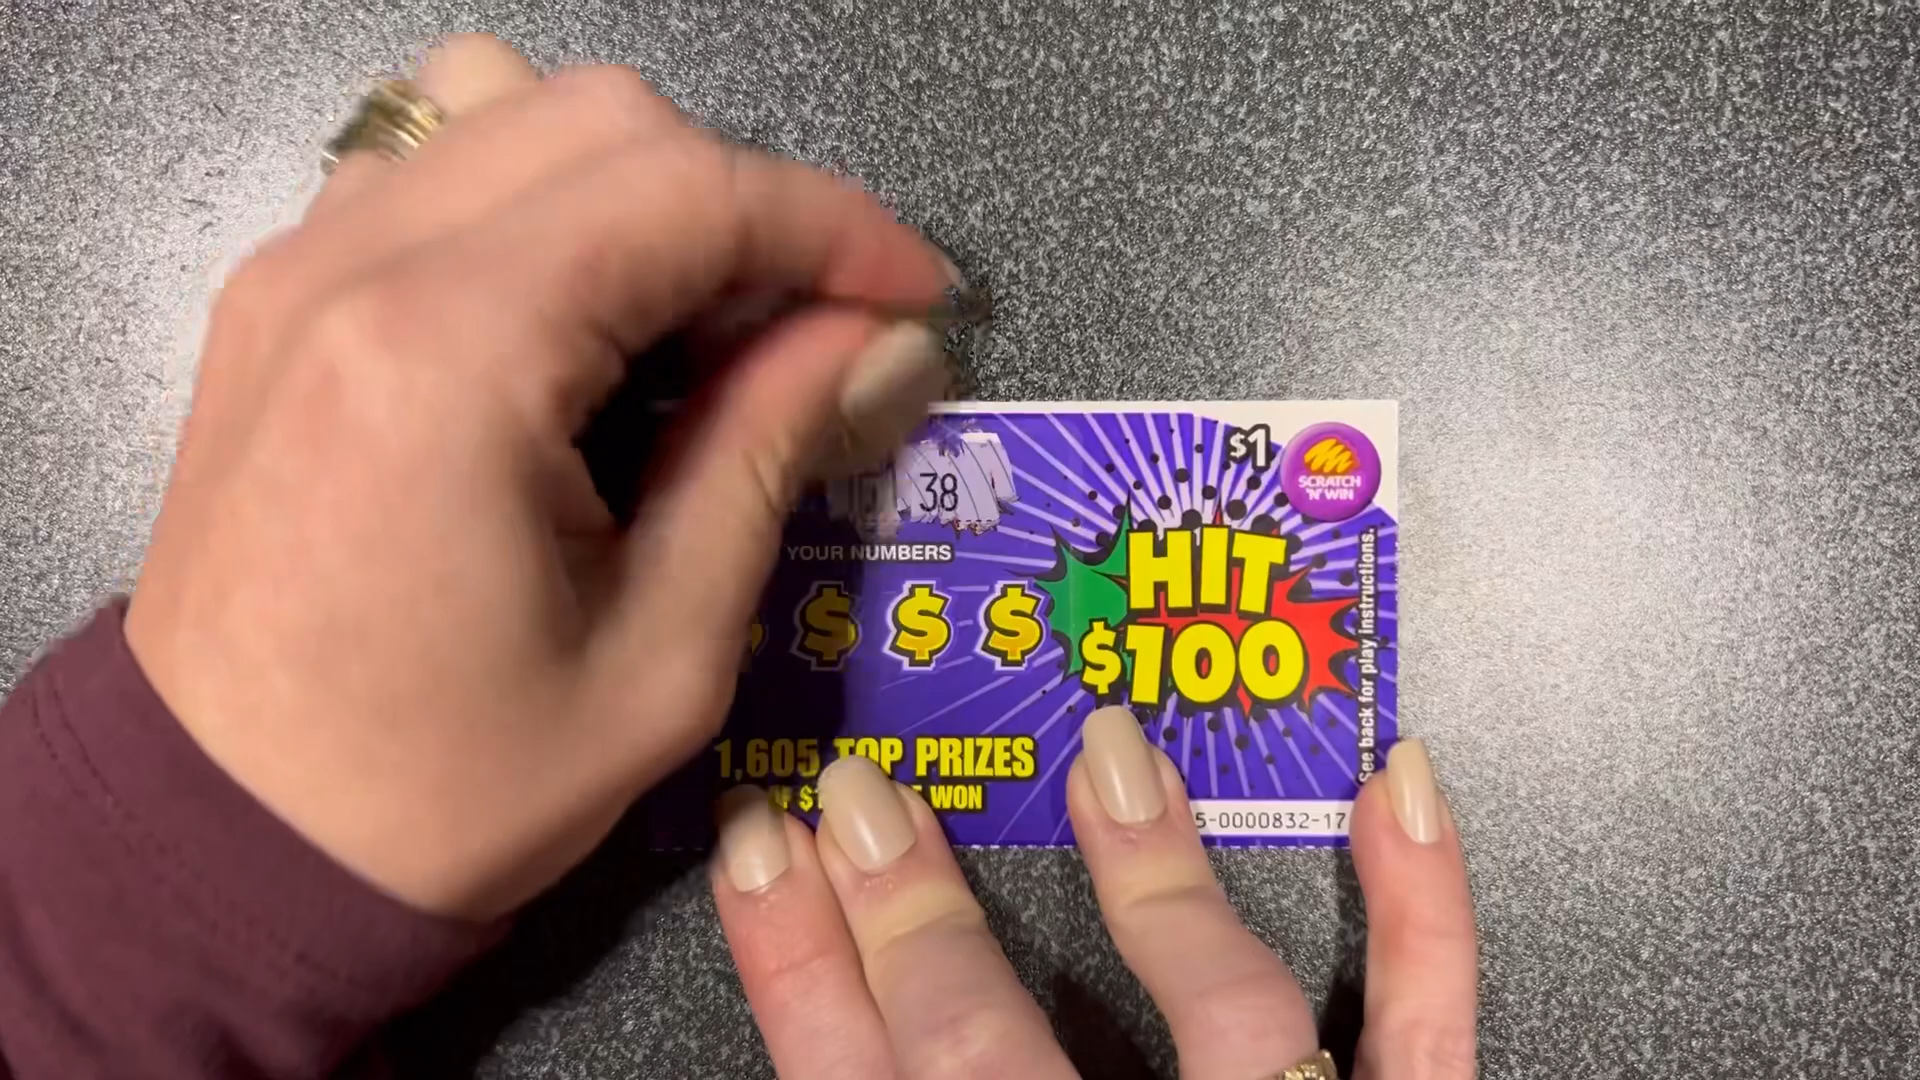 $1
SCRATCH
'N' WIN
38
YOUR NUMBERS
$ $ $
HIT
$100
See back for play instructions.
1,605 TOP PRIZES
WON
5-0000832-17